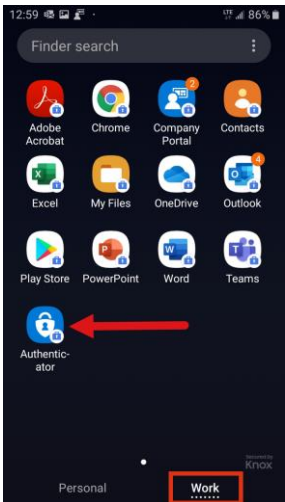 12:59
LTE 86%
Finder search
2
Adobe Acrobat
Chrome
Company Portal
Contacts
4
Excel
My Files
OneDrive
Outlook
Play Store
PowerPoint
Word
Teams
Authentic-
ator
Secured by
Knox
Personal
Work